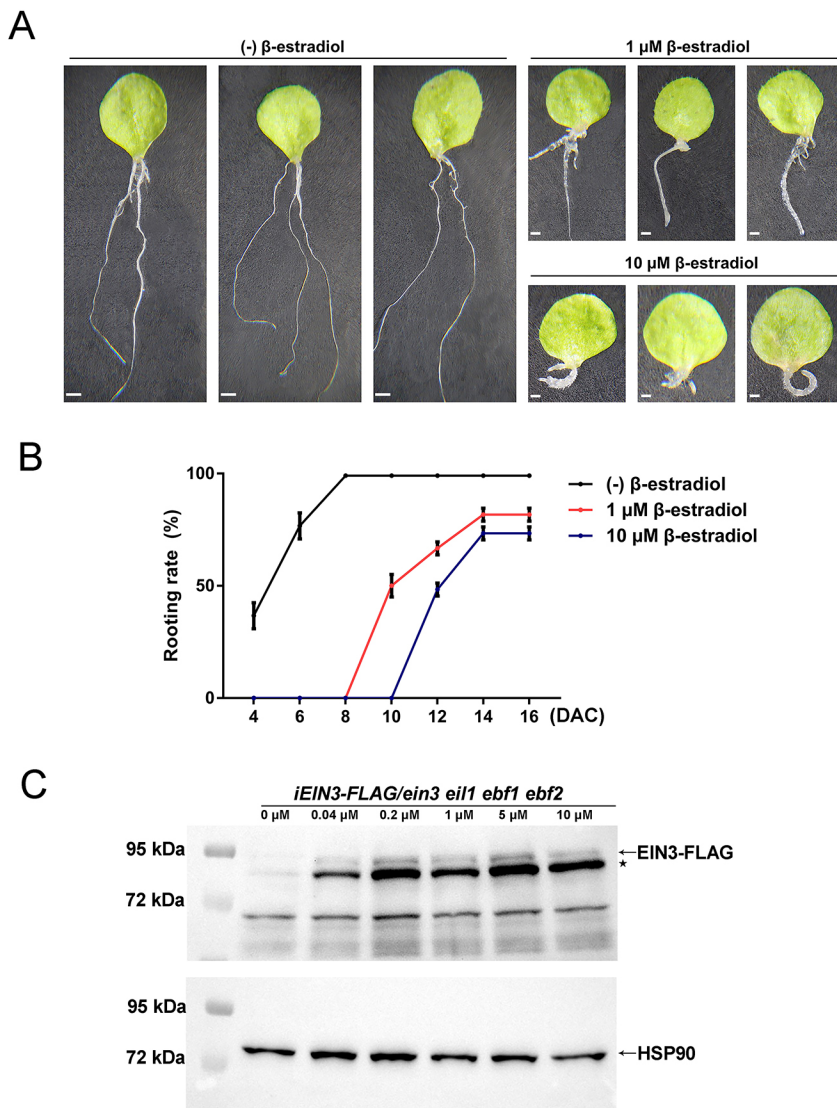 A
(-) β-estradiol
1 µM β-estradiol
10 µM β-estradiol
B
Rooting rate (%)
100
50
0
4 6 8 10 12 14 16 (DAC)
(-) β-estradiol
1 µM β-estradiol
10 µM β-estradiol
C
iEIN3-FLAG/ein3 eil1 ebf1 ebf2
0 µM 0.04 µM 0.2 µM 1 µM 5 µM 10 µM
95 kDa
←EIN3-FLAG
★
72 kDa
95 kDa
72 kDa
←HSP90